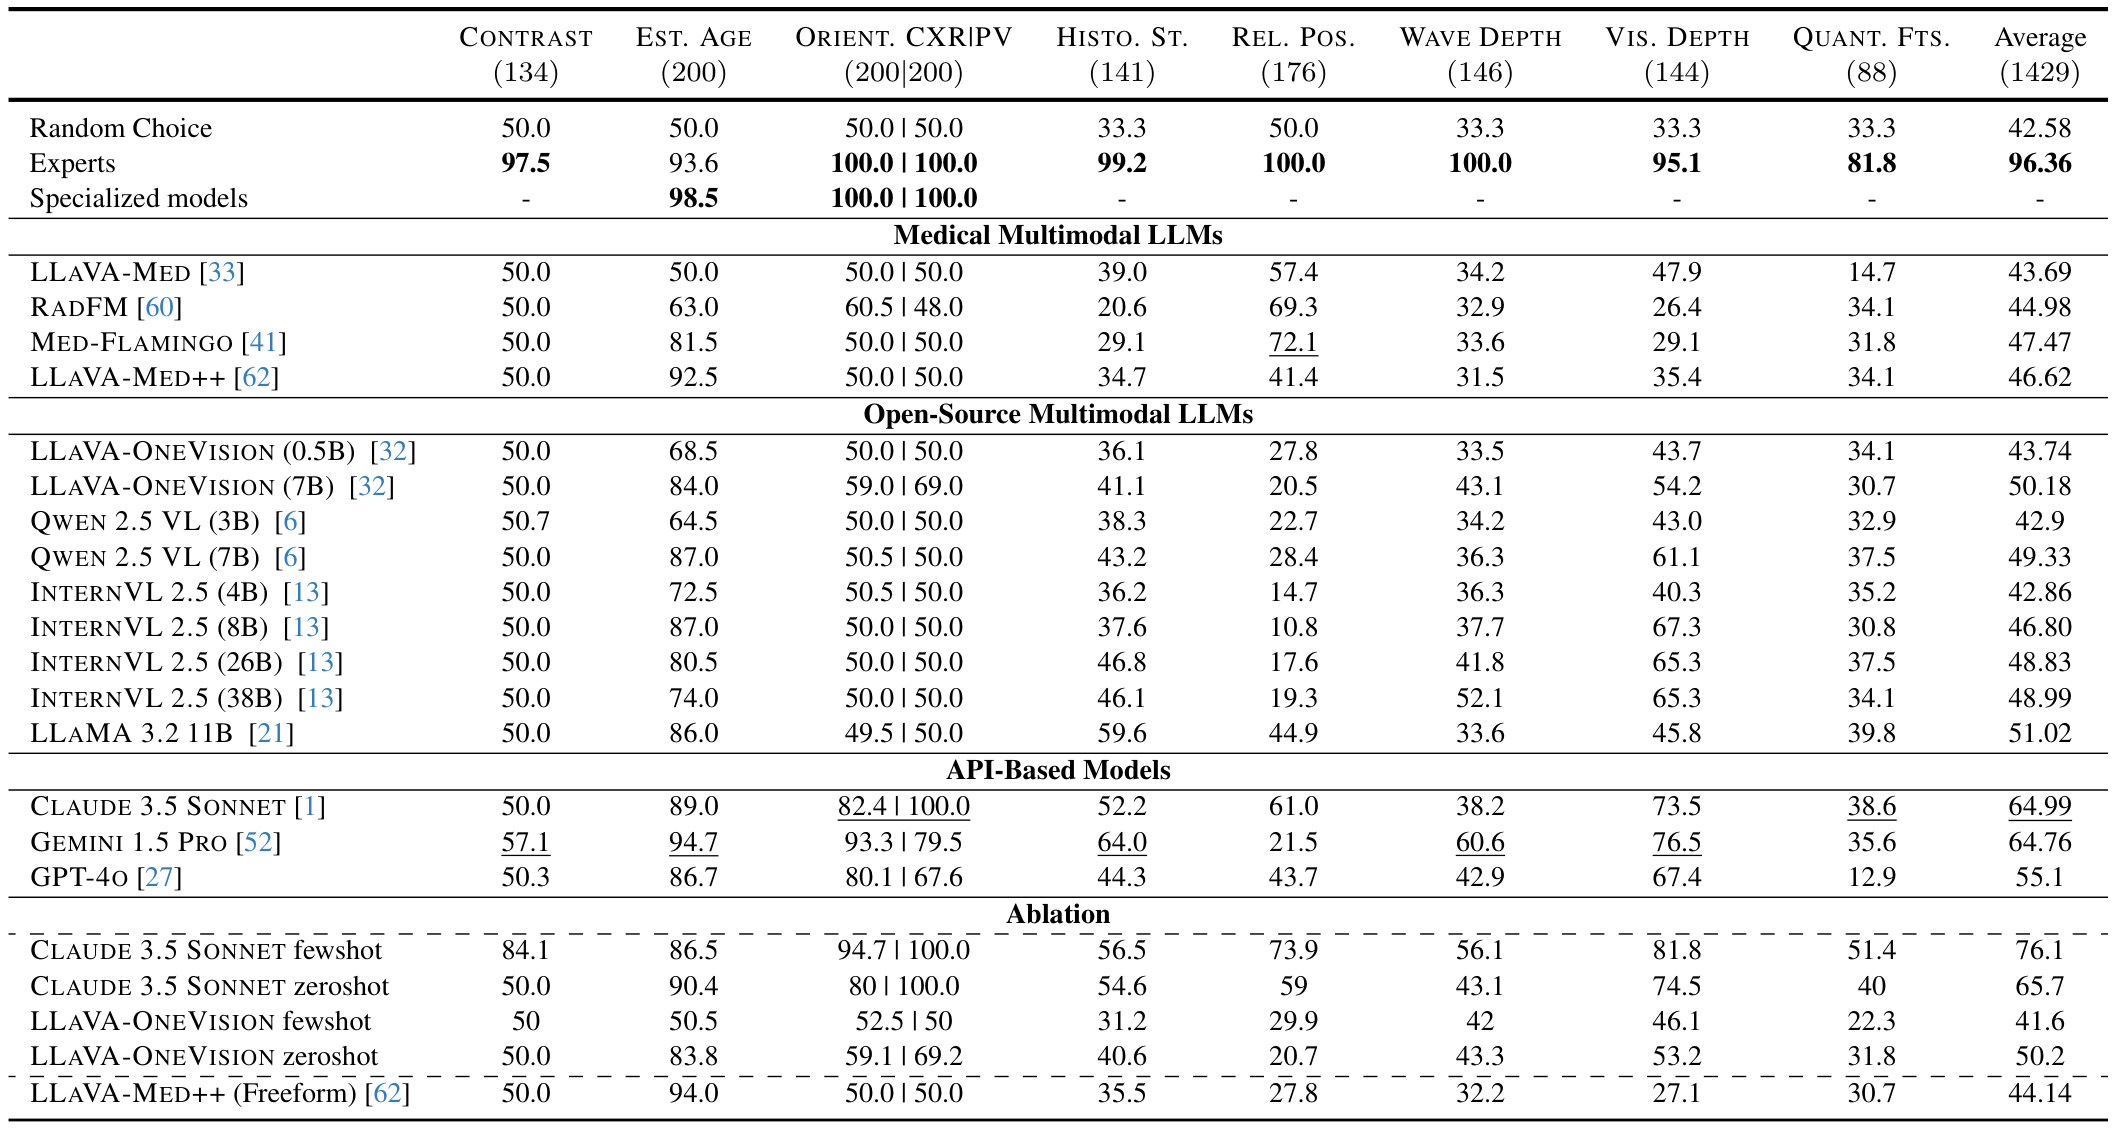 CONTRAST EST. AGE ORIENT. CXR|PV HISTO. ST. REL. POS. WAVE DEPTH VIS. DEPTH QUANT. FTS. Average
(134) (200) (200|200) (141) (176) (146) (144) (88) (1429)
Random Choice 50.0 50.0 50.0 | 50.0 33.3 50.0 33.3 33.3 33.3 42.58
Experts 97.5 93.6 100.0 | 100.0 99.2 100.0 100.0 95.1 81.8 96.36
Specialized models - 98.5 100.0 | 100.0 - - - - - -
Medical Multimodal LLMs
LLAVA-MED [33] 50.0 50.0 50.0 | 50.0 39.0 57.4 34.2 47.9 14.7 43.69
RADFM [60] 50.0 63.0 60.5 | 48.0 20.6 69.3 32.9 26.4 34.1 44.98
MED-FLAMINGO [41] 50.0 81.5 50.0 | 50.0 29.1 72.1 33.6 29.1 31.8 47.47
LLAVA-MED++ [62] 50.0 92.5 50.0 | 50.0 34.7 41.4 31.5 35.4 34.1 46.62
Open-Source Multimodal LLMs
LLAVA-ONEVISION (0.5B) [32] 50.0 68.5 50.0 | 50.0 36.1 27.8 33.5 43.7 34.1 43.74
LLAVA-ONEVISION (7B) [32] 50.0 84.0 59.0 | 69.0 41.1 20.5 43.1 54.2 30.7 50.18
QWEN 2.5 VL (3B) [6] 50.7 64.5 50.0 | 50.0 38.3 22.7 34.2 43.0 32.9 42.9
QWEN 2.5 VL (7B) [6] 50.0 87.0 50.5 | 50.0 43.2 28.4 36.3 61.1 37.5 49.33
INTERNVL 2.5 (4B) [13] 50.0 72.5 50.5 | 50.0 36.2 14.7 36.3 40.3 35.2 42.86
INTERNVL 2.5 (8B) [13] 50.0 87.0 50.0 | 50.0 37.6 10.8 37.7 67.3 30.8 46.80
INTERNVL 2.5 (26B) [13] 50.0 80.5 50.0 | 50.0 46.8 17.6 41.8 65.3 37.5 48.83
INTERNVL 2.5 (38B) [13] 50.0 74.0 50.0 | 50.0 46.1 19.3 52.1 65.3 34.1 48.99
LLAMA 3.2 11B [21] 50.0 86.0 49.5 | 50.0 59.6 44.9 33.6 45.8 39.8 51.02
API-Based Models
CLAUDE 3.5 SONNET [1] 50.0 89.0 82.4 | 100.0 52.2 61.0 38.2 73.5 38.6 64.99
GEMINI 1.5 PRO [52] 57.1 94.7 93.3 | 79.5 64.0 21.5 60.6 76.5 35.6 64.76
GPT-4O [27] 50.3 86.7 80.1 | 67.6 44.3 43.7 42.9 67.4 12.9 55.1
Ablation
CLAUDE 3.5 SONNET fewshot 84.1 86.5 94.7 | 100.0 56.5 73.9 56.1 81.8 51.4 76.1
CLAUDE 3.5 SONNET zeroshot 50.0 90.4 80 | 100.0 54.6 59 43.1 74.5 40 65.7
LLAVA-ONEVISION fewshot 50 50.5 52.5 | 50 31.2 29.9 42 46.1 22.3 41.6
LLAVA-ONEVISION zeroshot 50.0 83.8 59.1 | 69.2 40.6 20.7 43.3 53.2 31.8 50.2
LLAVA-MED++ (Freeform) [62] 50.0 94.0 50.0 | 50.0 35.5 27.8 32.2 27.1 30.7 44.14